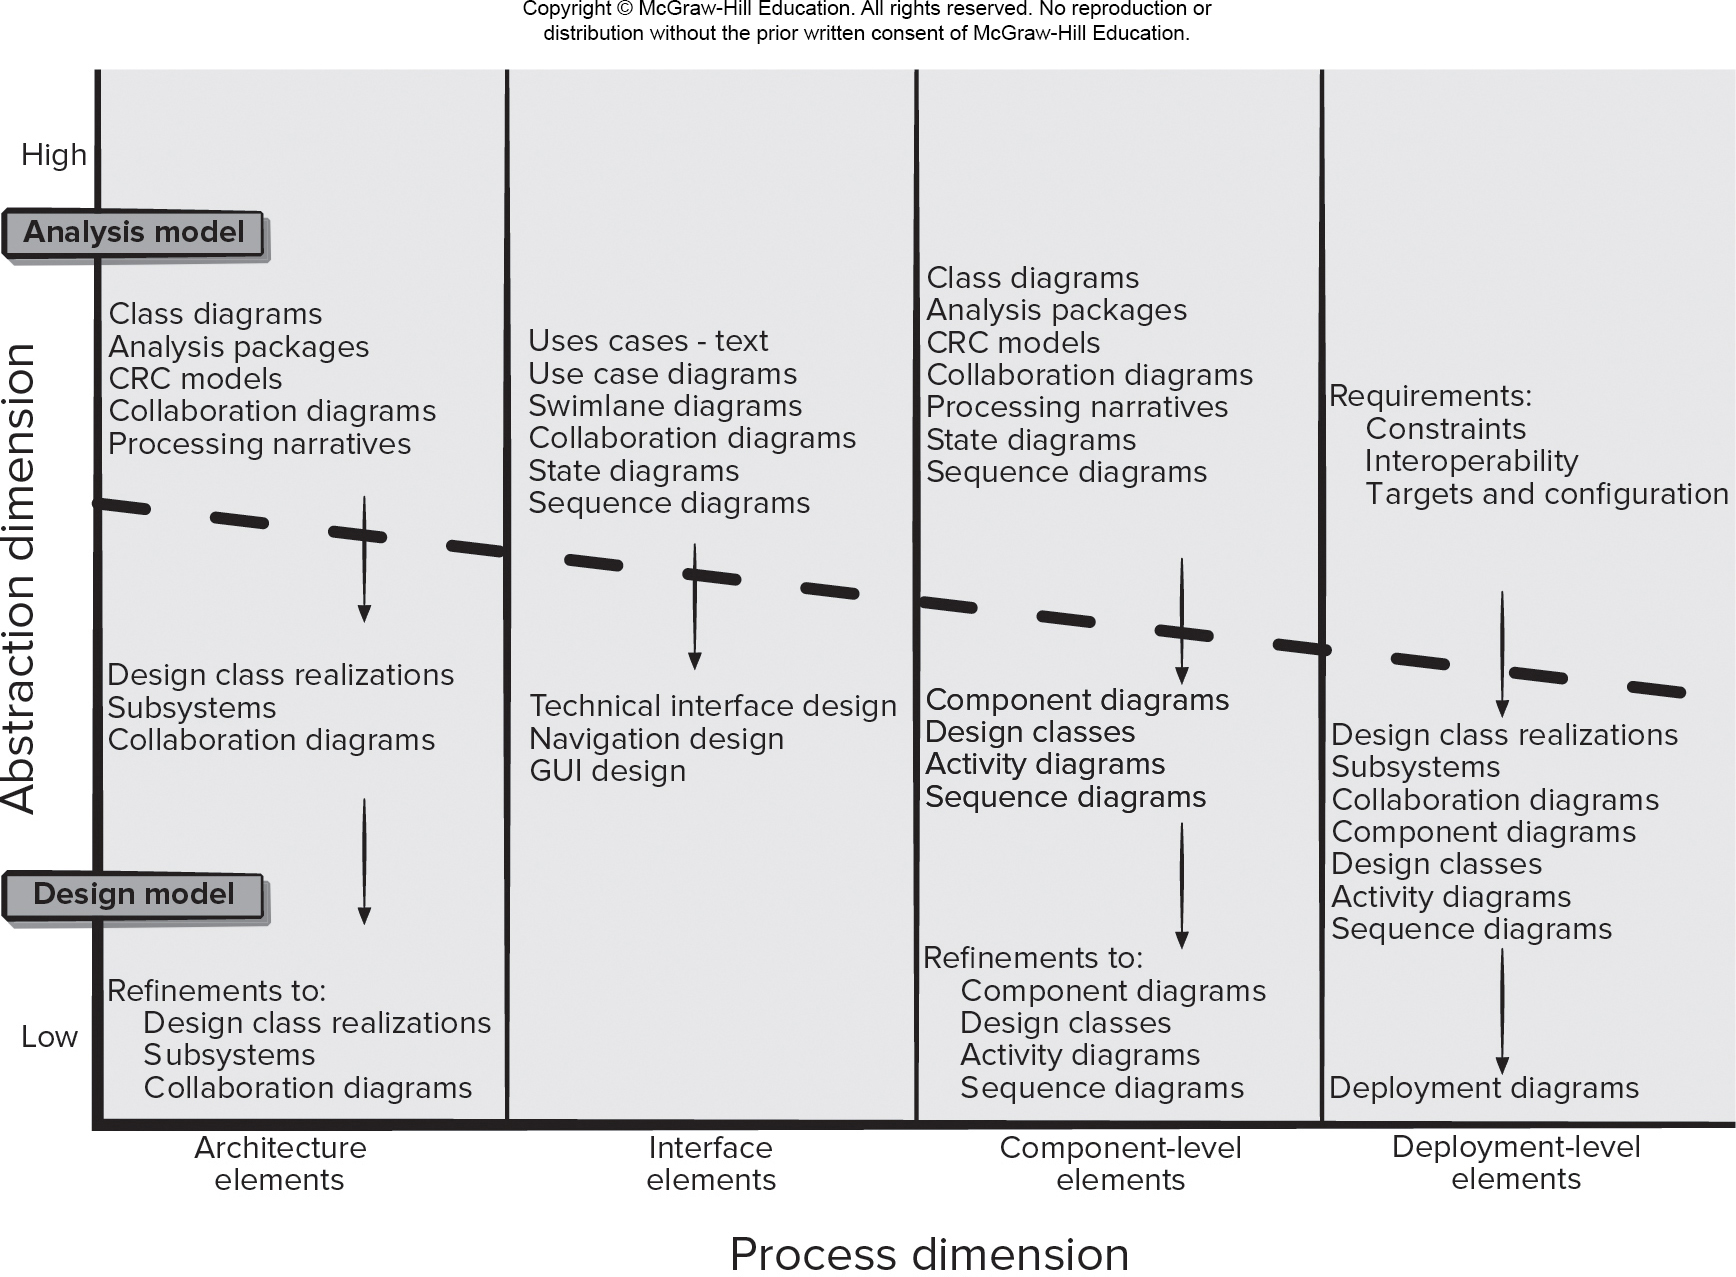 Copyright © McGraw-Hill Education. All rights reserved. No reproduction or
distribution without the prior written consent of McGraw-Hill Education.
High
Analysis model
Abstraction dimension
Design model
Low
Class diagrams
Analysis packages
CRC models
Collaboration diagrams
Processing narratives
Design class realizations
Subsystems
Collaboration diagrams
Refinements to:
Design class realizations
Subsystems
Collaboration diagrams
Uses cases - text
Use case diagrams
Swimlane diagrams
Collaboration diagrams
State diagrams
Sequence diagrams
Technical interface design
Navigation design
GUI design
Class diagrams
Analysis packages
CRC models
Collaboration diagrams
Processing narratives
State diagrams
Sequence diagrams
Component diagrams
Design classes
Activity diagrams
Sequence diagrams
Refinements to:
Component diagrams
Design classes
Activity diagrams
Sequence diagrams
Requirements:
Constraints
Interoperability
Targets and configuration
Design class realizations
Subsystems
Collaboration diagrams
Component diagrams
Design classes
Activity diagrams
Sequence diagrams
Deployment diagrams
Architecture
elements
Interface
elements
Component-level
elements
Deployment-level
elements
Process dimension